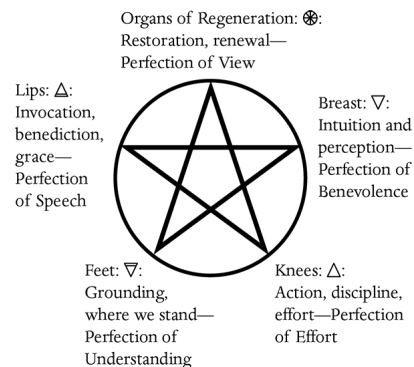 Organs of Regeneration: 🟕:
Restoration, renewal—
Perfection of View
Lips: 🜁:
Invocation,
benediction,
grace—
Perfection
of Speech
Breast: ▽:
Intuition and
perception—
Perfection of
Benevolence
Feet: 🜃:
Grounding,
where we stand—
Perfection of
Understanding
Knees: △:
Action, discipline,
effort—Perfection
of Effort